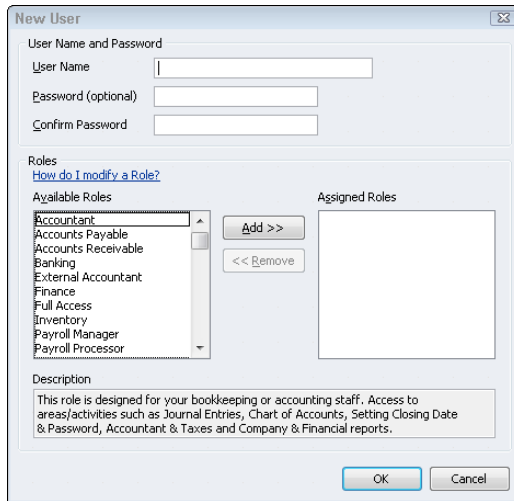 New User
User Name and Password
User Name
Password (optional)
Confirm Password
Roles
How do I modify a Role?
Available Roles
Assigned Roles
Accountant
Accounts Payable
Accounts Receivable
Banking
External Accountant
Finance
Full Access
Inventory
Payroll Manager
Payroll Processor
Add >>
<< Remove
Description
This role is designed for your bookkeeping or accounting staff. Access to
areas/activities such as Journal Entries, Chart of Accounts, Setting Closing Date
& Password, Accountant & Taxes and Company & Financial reports.
OK
Cancel